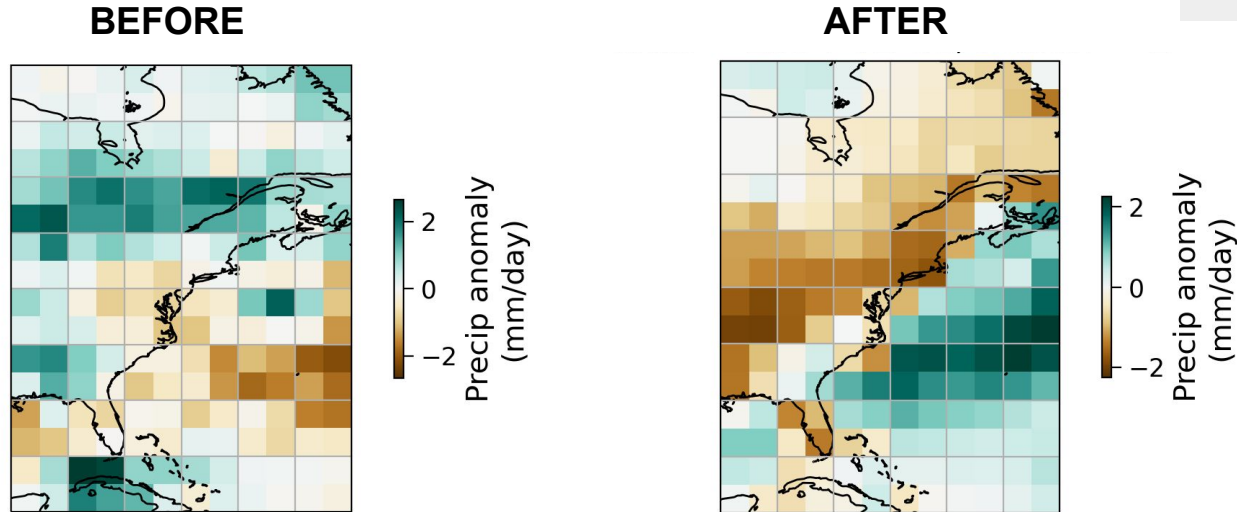 BEFORE
AFTER
2
0
−2
Precip anomaly
(mm/day)
2
0
−2
Precip anomaly
(mm/day)